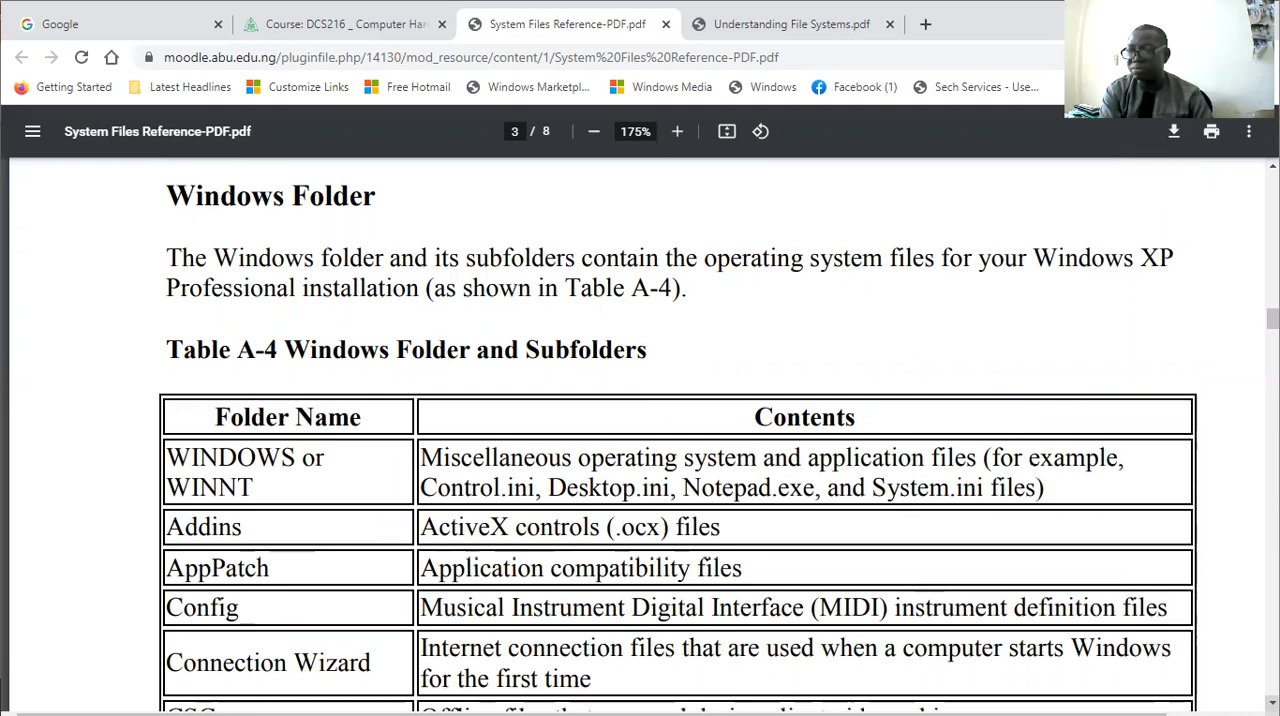 Google
Course: DCS216 _ Computer Har
System Files Reference-PDF.pdf
Understanding File Systems.pdf
moodle.abu.edu.ng/pluginfile.php/14130/mod_resource/content/1/System%20Files%20Reference-PDF.pdf
Getting Started
Latest Headlines
Customize Links
Free Hotmail
Windows Marketpl...
Windows Media
Windows
Facebook (1)
Sech Services - Use...
System Files Reference-PDF.pdf
3 / 8
175%
Windows Folder
The Windows folder and its subfolders contain the operating system files for your Windows XP
Professional installation (as shown in Table A-4).
Table A-4 Windows Folder and Subfolders
Folder Name
Contents
WINDOWS or
WINNT
Miscellaneous operating system and application files (for example,
Control.ini, Desktop.ini, Notepad.exe, and System.ini files)
Addins
ActiveX controls (.ocx) files
AppPatch
Application compatibility files
Config
Musical Instrument Digital Interface (MIDI) instrument definition files
Connection Wizard
Internet connection files that are used when a computer starts Windows
for the first time